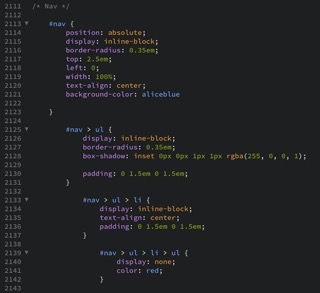 2111 /* Nav */
2112
2113 #nav {
2114 position: absolute;
2115 display: inline-block;
2116 border-radius: 0.35em;
2117 top: 2.5em;
2118 left: 0;
2119 width: 100%;
2120 text-align: center;
2121 background-color: aliceblue
2122
2123 }
2124
2125 #nav > ul {
2126 display: inline-block;
2127 border-radius: 0.35em;
2128 box-shadow: inset 0px 0px 1px 1px rgba(255, 0, 0, 1);
2129
2130 padding: 0 1.5em 0 1.5em;
2131 }
2132
2133 #nav > ul > li {
2134 display: inline-block;
2135 text-align: center;
2136 padding: 0 1.5em 0 1.5em;
2137 }
2138
2139 #nav > ul > li > ul {
2140 display: none;
2141 color: red;
2142 }
2143